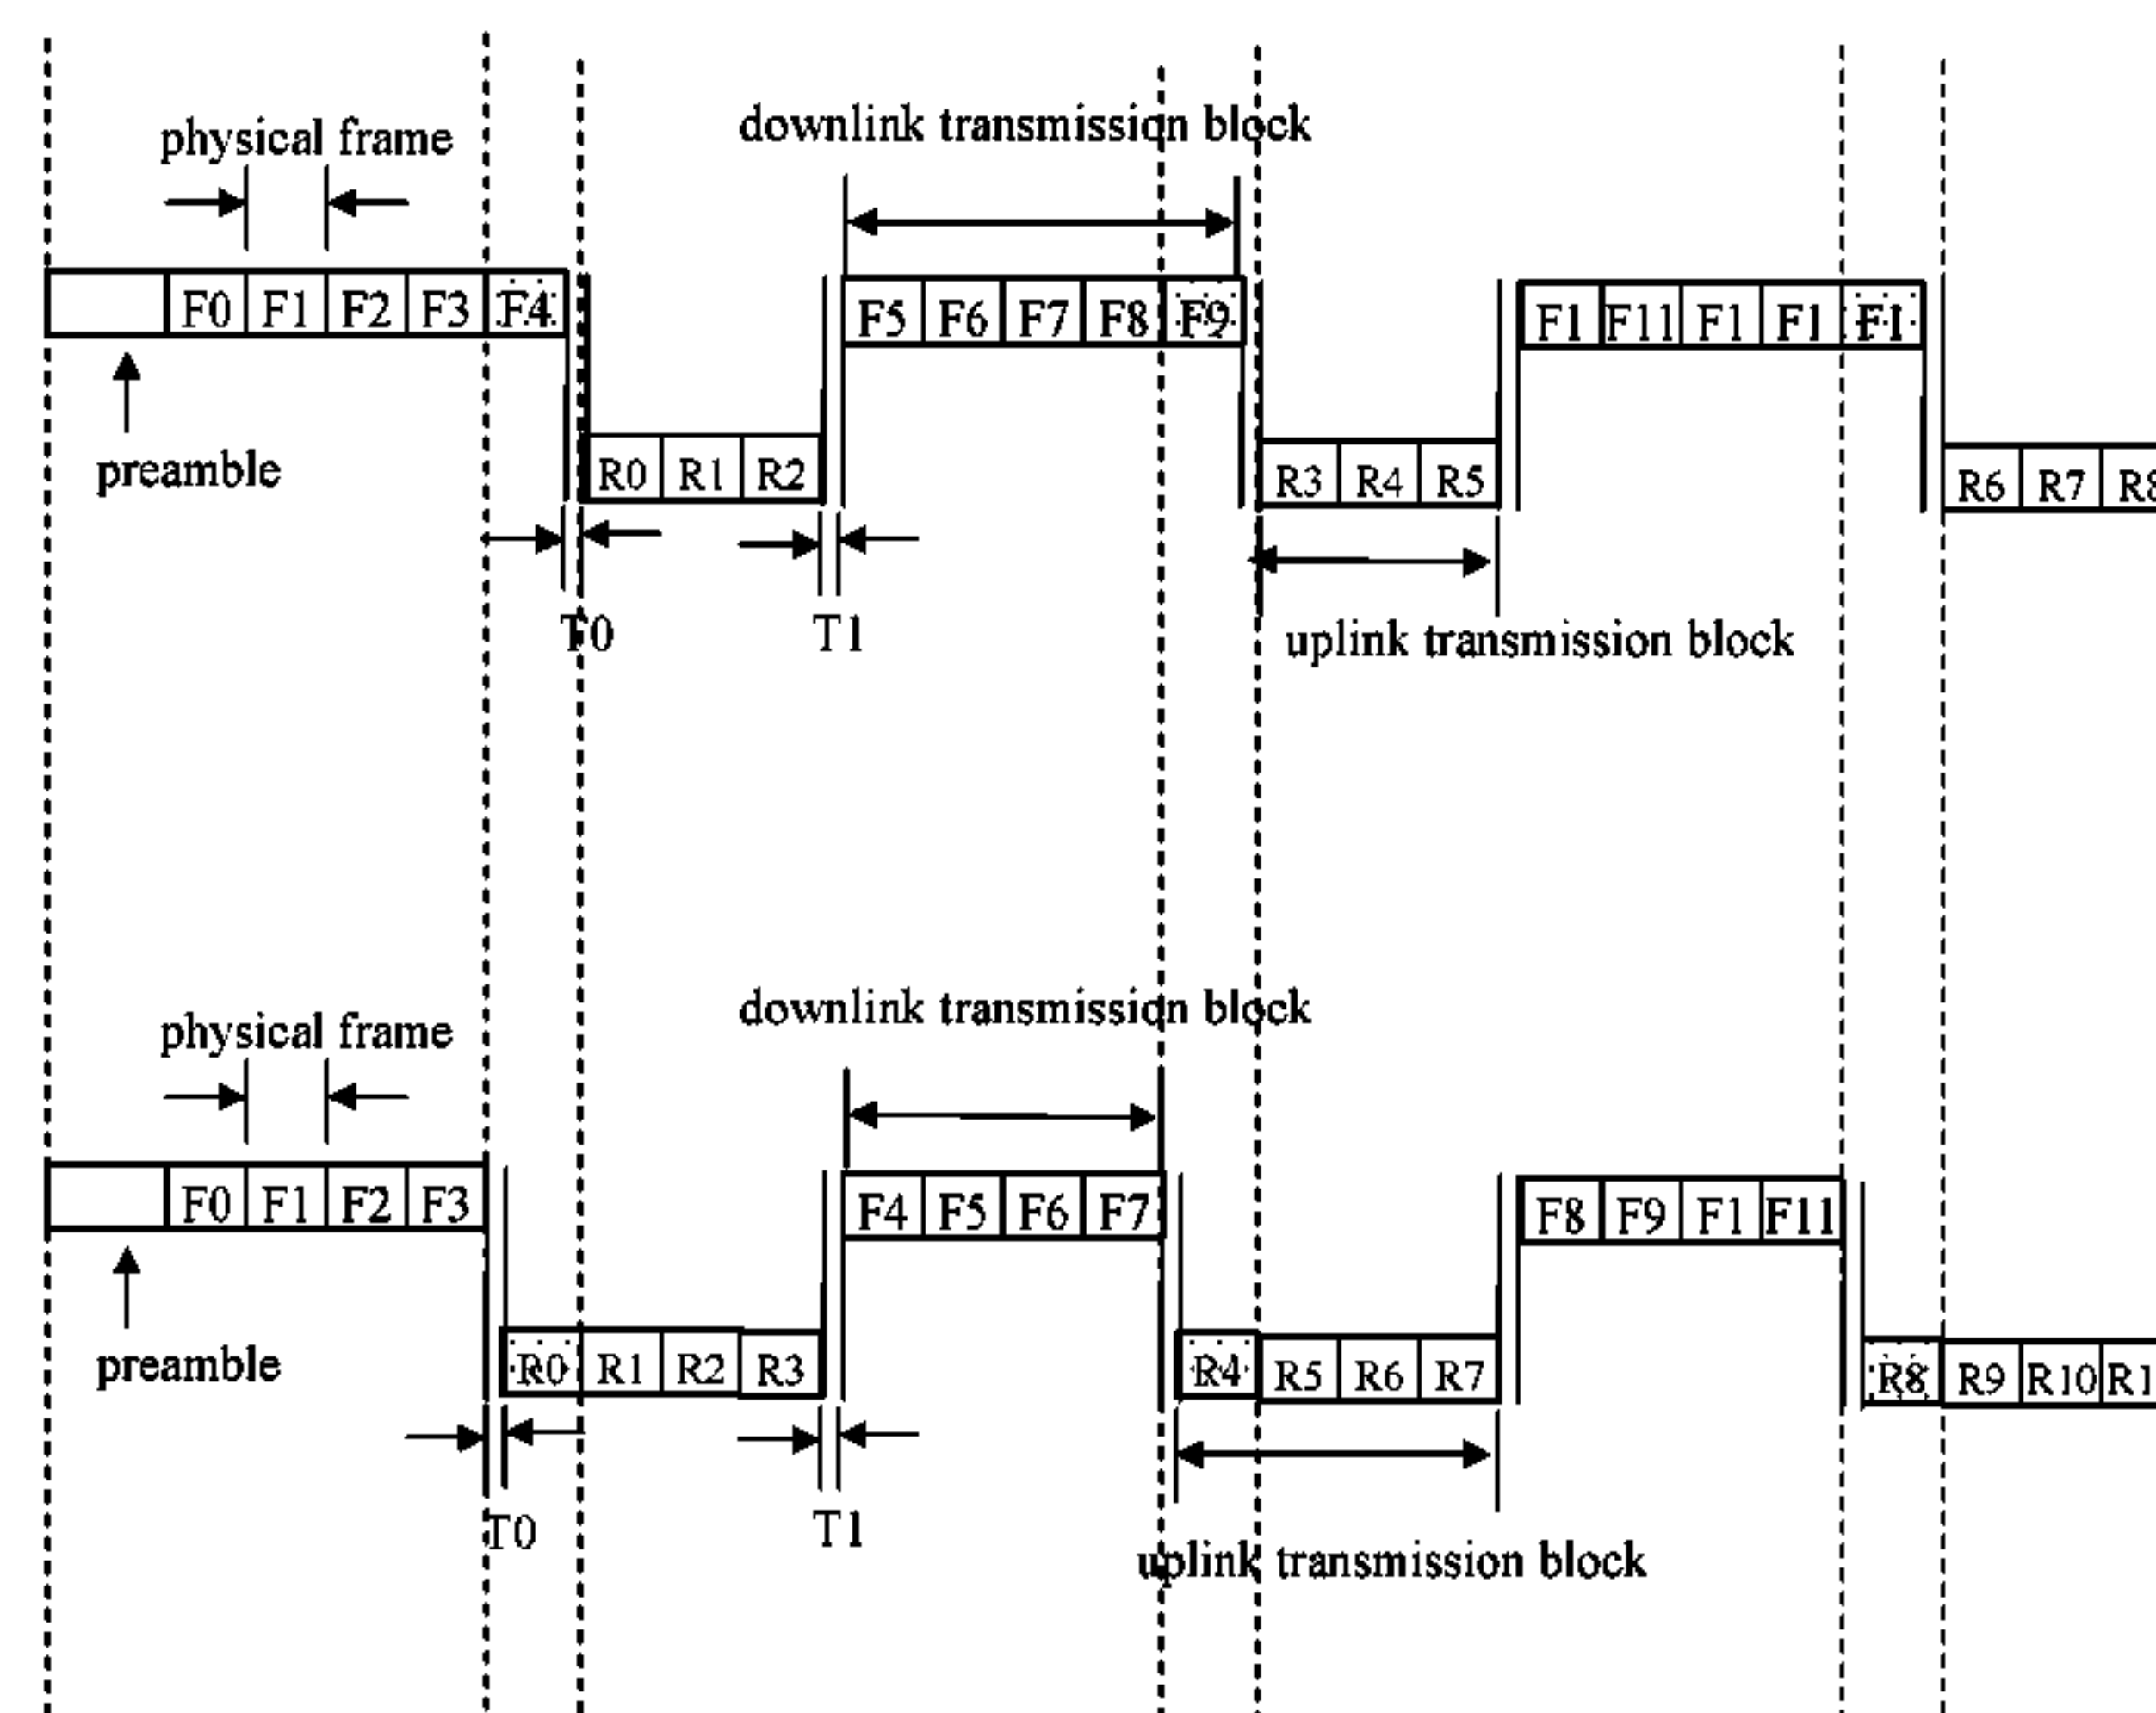 physical frame
downlink transmission block
F0 F1 F2 F3 F4 F5 F6 F7 F8 F9 F1 F11 F1 F1 F1
preamble
R0 R1 R2 R3 R4 R5 R6 R7 R8
T0 T1
uplink transmission block
downlink transmission block
physical frame
F0 F1 F2 F3 F4 F5 F6 F7 F8 F9 F1 F11
preamble
R0 R1 R2 R3 R4 R5 R6 R7 R8 R9 R10 R1
T0 T1
uplink transmission block